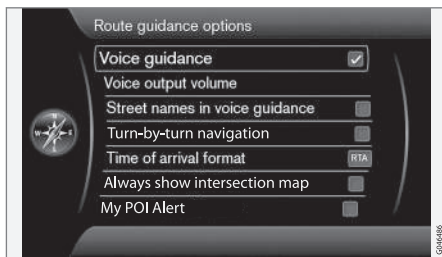 Route guidance options
Voice guidance
Voice output volume
Street names in voice guidance
Turn-by-turn navigation
Time of arrival format RTA
Always show intersection map
My POI Alert
G046486